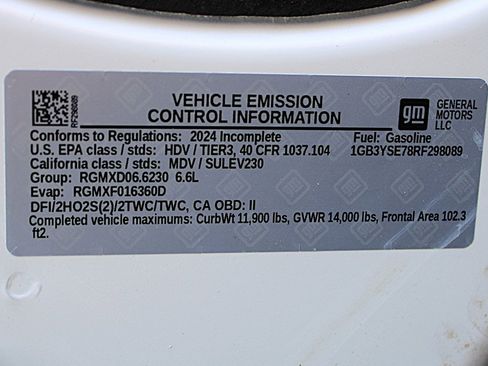 RF298089
VEHICLE EMISSION
CONTROL INFORMATION
gm
GENERAL
MOTORS
LLC
Conforms to Regulations: 2024 Incomplete Fuel: Gasoline
U.S. EPA class / stds: HDV / TIER3, 40 CFR 1037.104 1GB3YSE78RF298089
California class / stds: MDV / SULEV230
Group: RGMXD06.6230 6.6L
Evap: RGMXF016360D
DFI/2HO2S(2)/2TWC/TWC, CA OBD: II
Completed vehicle maximums: CurbWt 11,900 lbs, GVWR 14,000 lbs, Frontal Area 102.3
ft2.